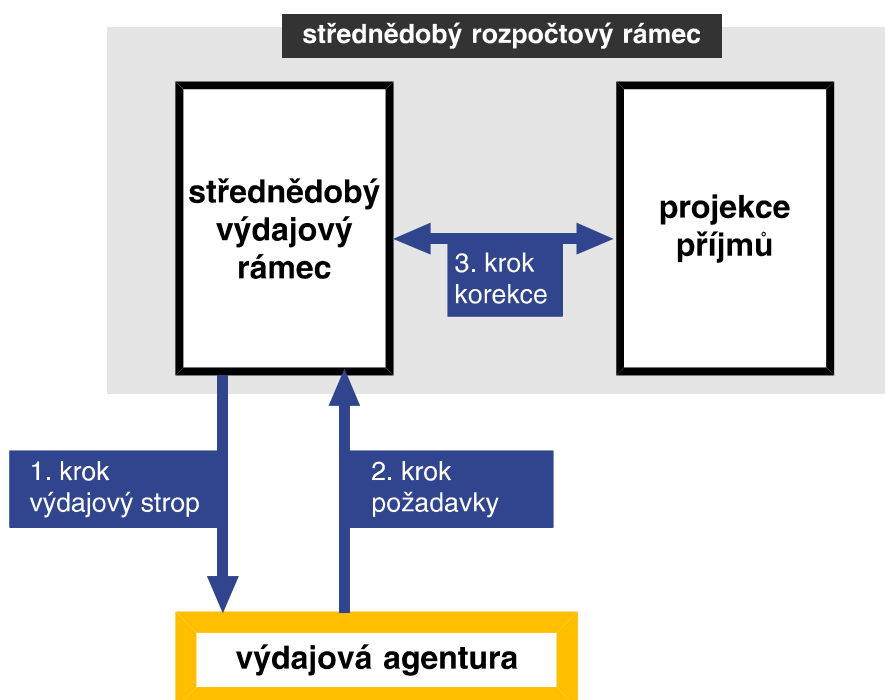 střednědobý rozpočtový rámec
střednědobý
výdajový
rámec
projekce
příjmů
3. krok
korekce
1. krok
výdajový strop
2. krok
požadavky
výdajová agentura